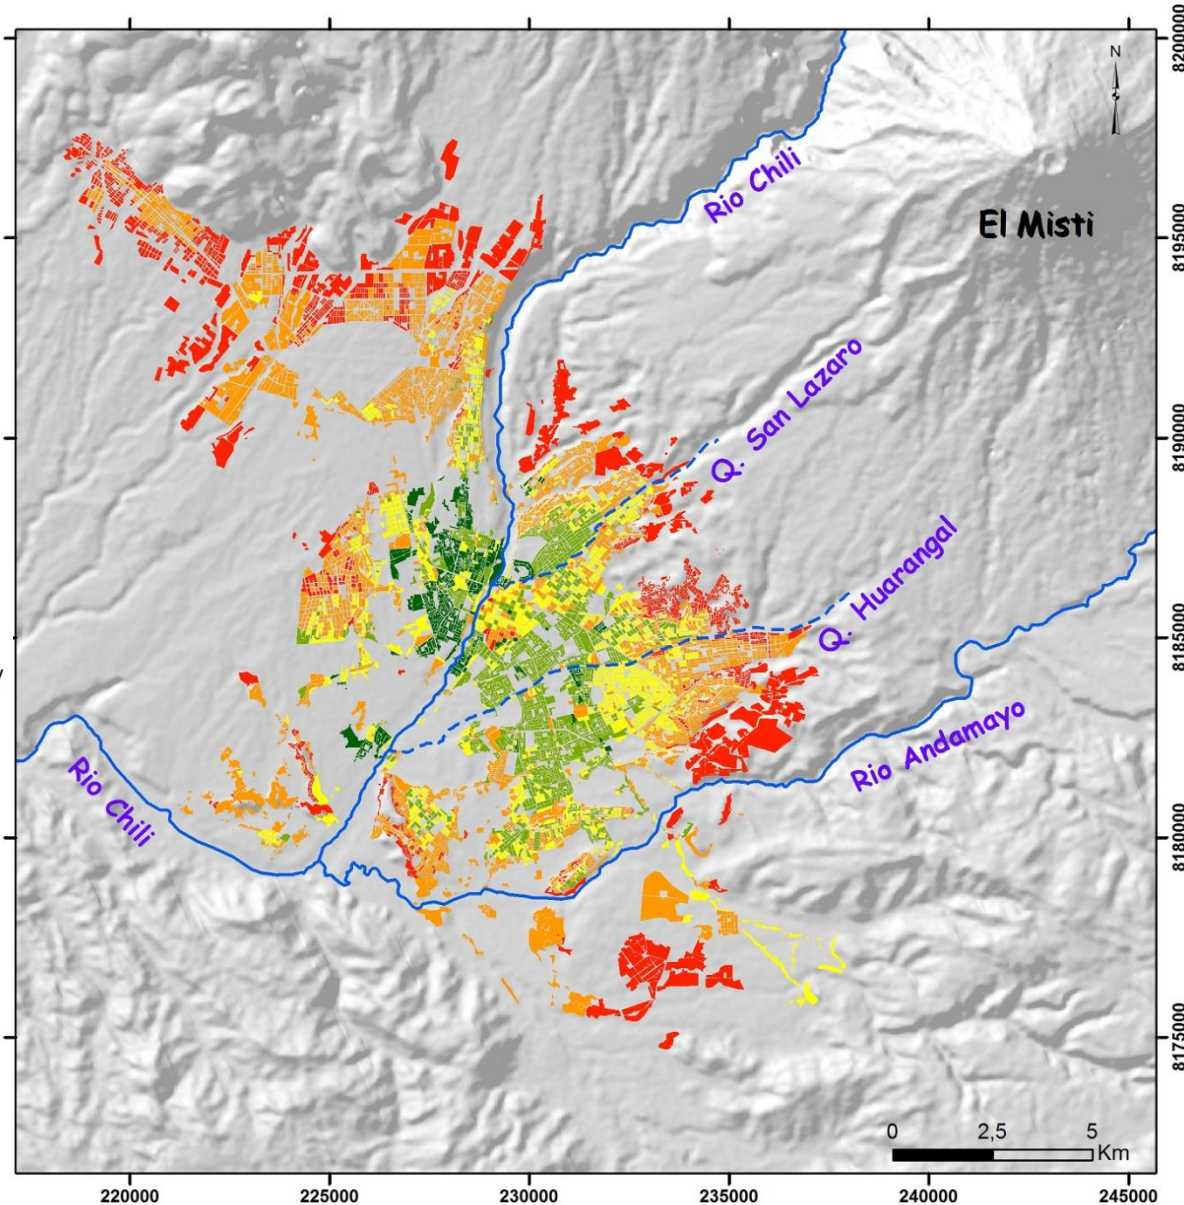 8200000
N
Rio Chili
El Misti
8195000
Q. San Lazaro
8190000
Q. Huarangal
8185000
Rio Andamayo
Rio Chili
8180000
8175000
0 2,5 5
Km
220000 225000 230000 235000 240000 245000